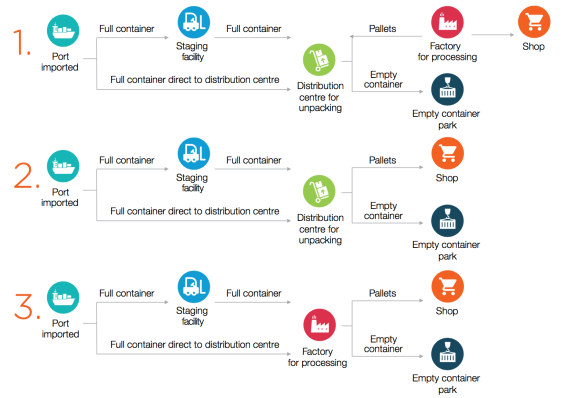 1.
Full container
Full container
Pallets
Port
imported
Staging
facility
Factory
for processing
Shop
Full container direct to distribution centre
Empty
container
Distribution
centre for
unpacking
Empty container
park
2.
Full container
Full container
Pallets
Port
imported
Staging
facility
Shop
Full container direct to distribution centre
Empty
container
Distribution
centre for
unpacking
Empty container
park
3.
Full container
Full container
Pallets
Port
imported
Staging
facility
Shop
Full container direct to distribution centre
Empty
container
Factory
for processing
Empty container
park